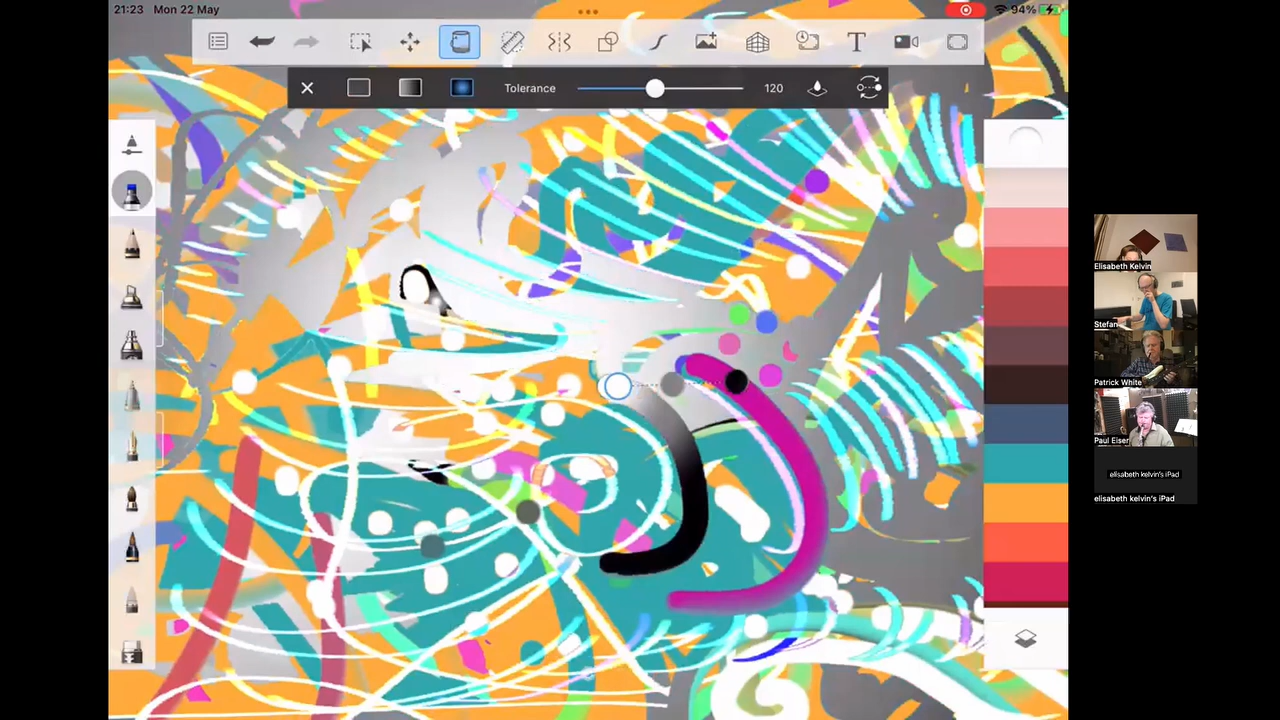 21:23 Mon 22 May
94%
Tolerance 120
Elisabeth Kelvin
Stefan
Patrick White
Paul Eiser
elisabeth kelvin's iPad
elisabeth kelvin's iPad